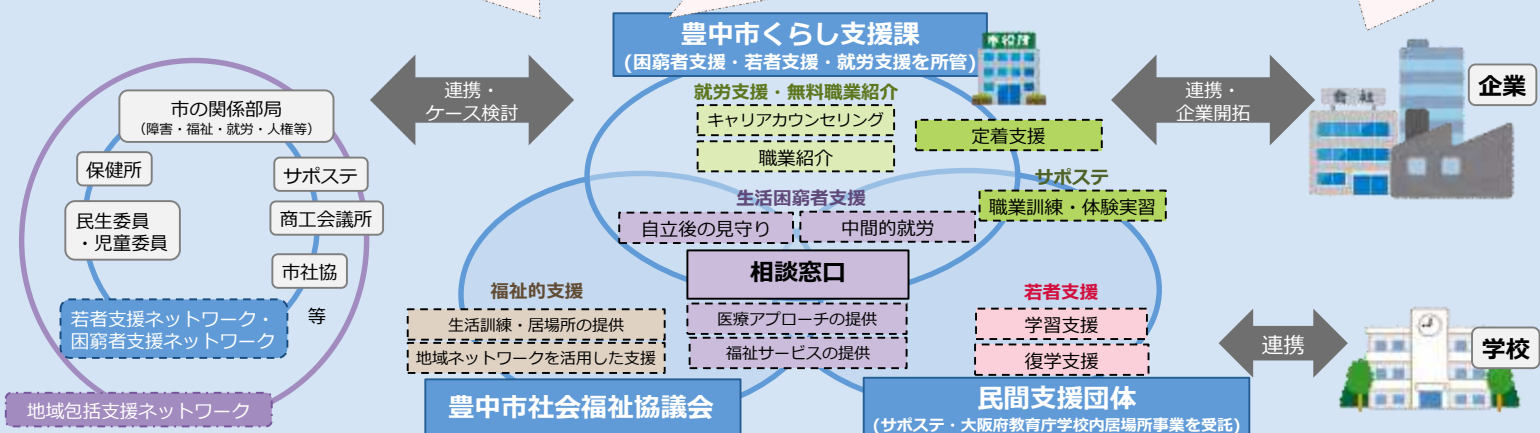 豊中市くらし支援課
(困窮者支援・若者支援・就労支援を所管)
市役所
連携・
ケース検討
連携・
企業開拓
会社
企業
市の関係部局
(障害・福祉・就労・人権等)
保健所
サポステ
民生委員
・児童委員
商工会議所
市社協
等
若者支援ネットワーク・
困窮者支援ネットワーク
地域包括支援ネットワーク
就労支援・無料職業紹介
キャリアカウンセリング
職業紹介
定着支援
サポステ
職業訓練・体験実習
生活困窮者支援
自立後の見守り
中間的就労
相談窓口
医療アプローチの提供
福祉サービスの提供
福祉的支援
生活訓練・居場所の提供
地域ネットワークを活用した支援
若者支援
学習支援
復学支援
連携
学校
豊中市社会福祉協議会
民間支援団体
(サポステ・大阪府教育庁学校内居場所事業を受託)